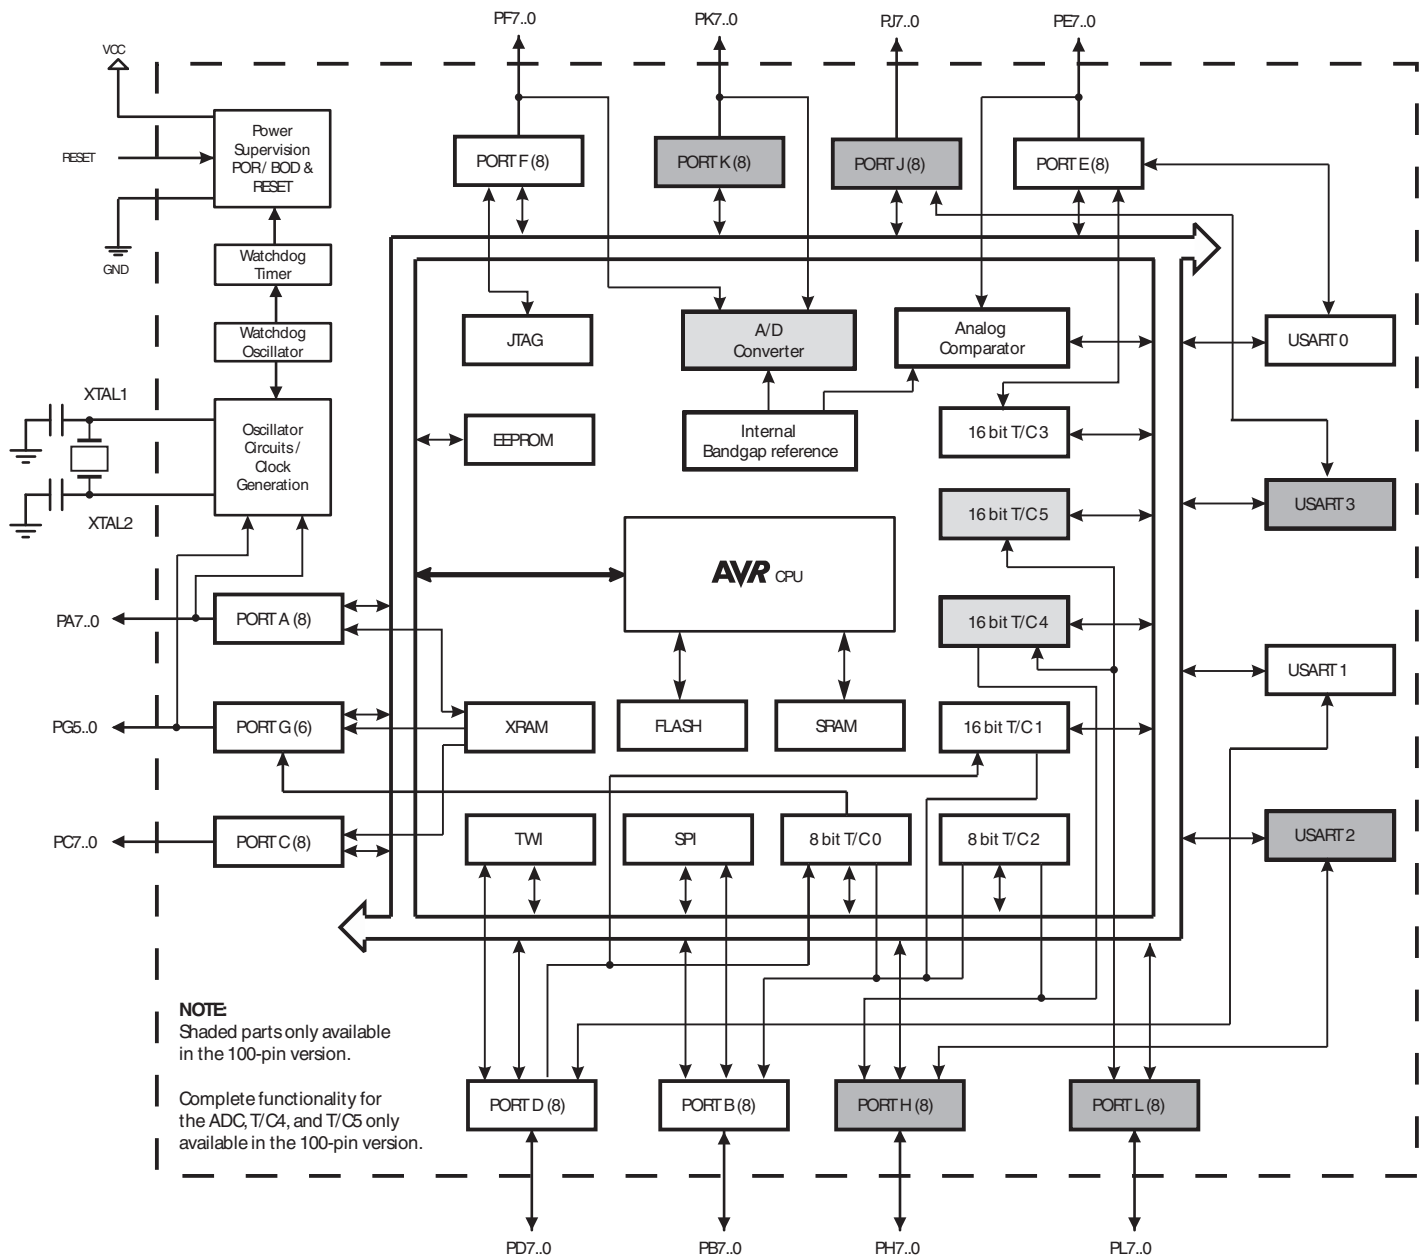 PF7..0
PK7..0
PJ7..0
PE7..0
VCC
RESET
GND
Power
Supervision
POR / BOD &
RESET
PORT F (8)
PORT K (8)
PORT J (8)
PORT E (8)
Watchdog
Timer
Watchdog
Oscillator
JTAG
A/D
Converter
Analog
Comparator
USART 0
XTAL1
Oscillator
Circuits /
Clock
Generation
XTAL2
EEPROM
Internal
Bandgap reference
16 bit T/C 3
16 bit T/C 5
USART 3
AVR CPU
PA7..0
PORT A (8)
16 bit T/C 4
USART 1
PG5..0
PORT G (6)
XRAM
FLASH
SRAM
16 bit T/C 1
PC7..0
PORT C (8)
TWI
SPI
8 bit T/C 0
8 bit T/C 2
USART 2
NOTE:
Shaded parts only available
in the 100-pin version.
Complete functionality for
the ADC, T/C4, and T/C5 only
available in the 100-pin version.
PORT D (8)
PORT B (8)
PORT H (8)
PORT L (8)
PD7..0
PB7..0
PH7..0
PL7..0